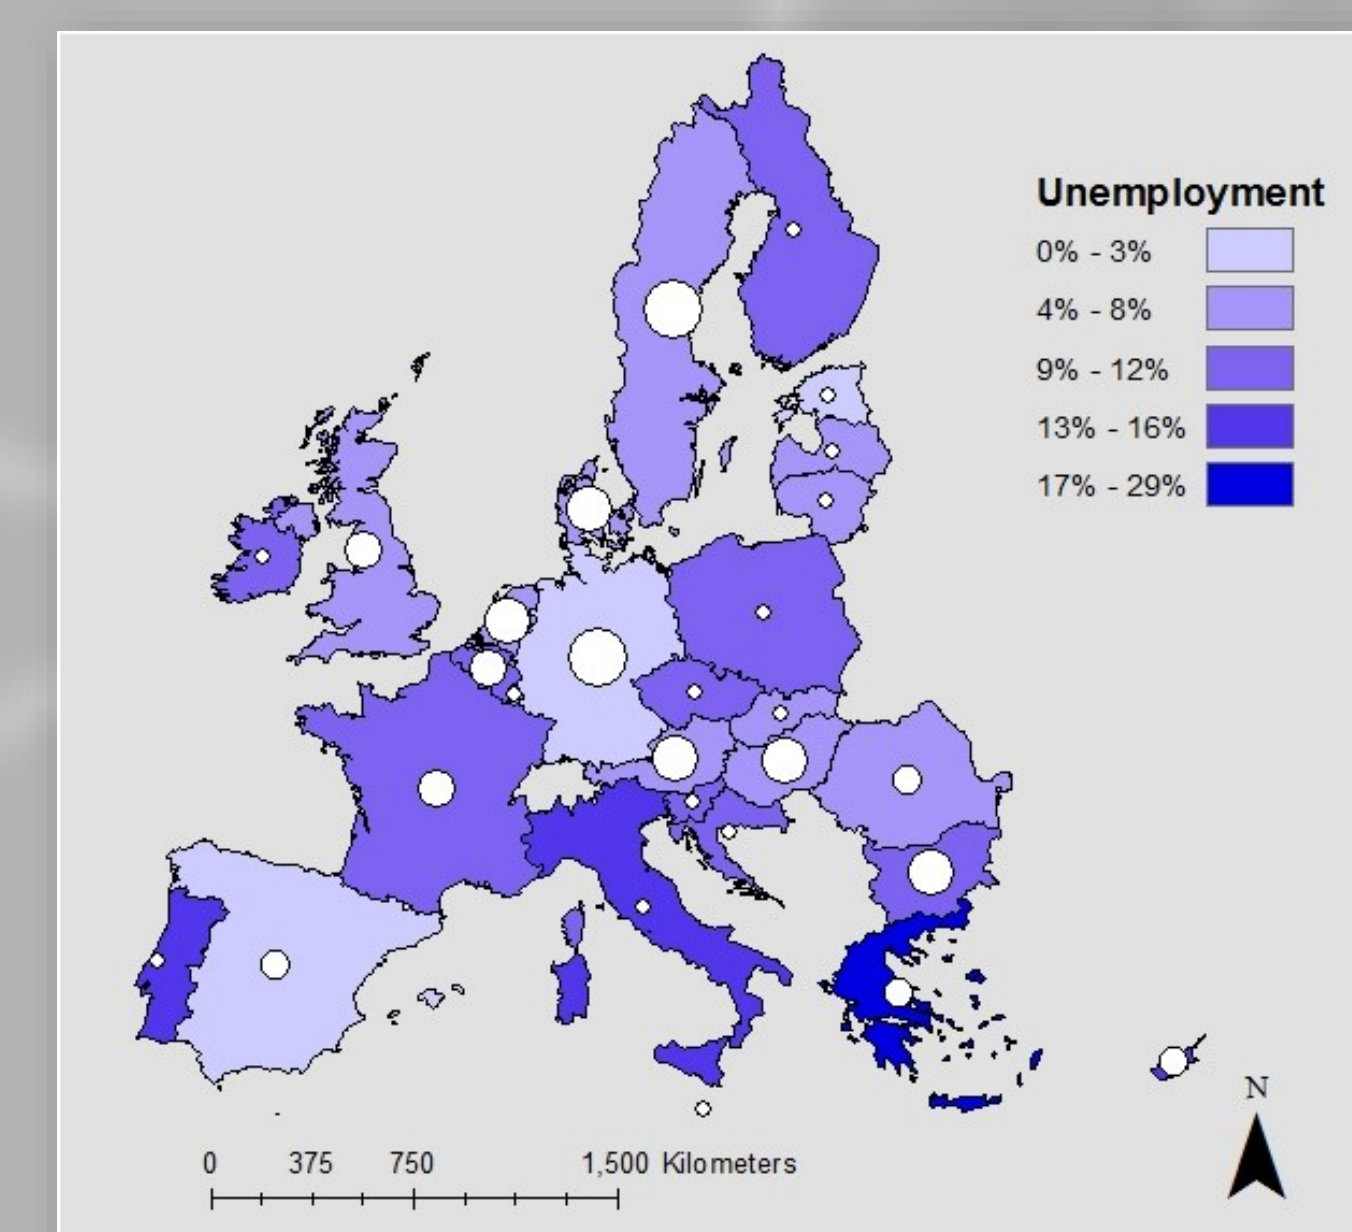 Unemployment
0% - 3%
4% - 8%
9% - 12%
13% - 16%
17% - 29%
N
0 375 750 1,500 Kilometers